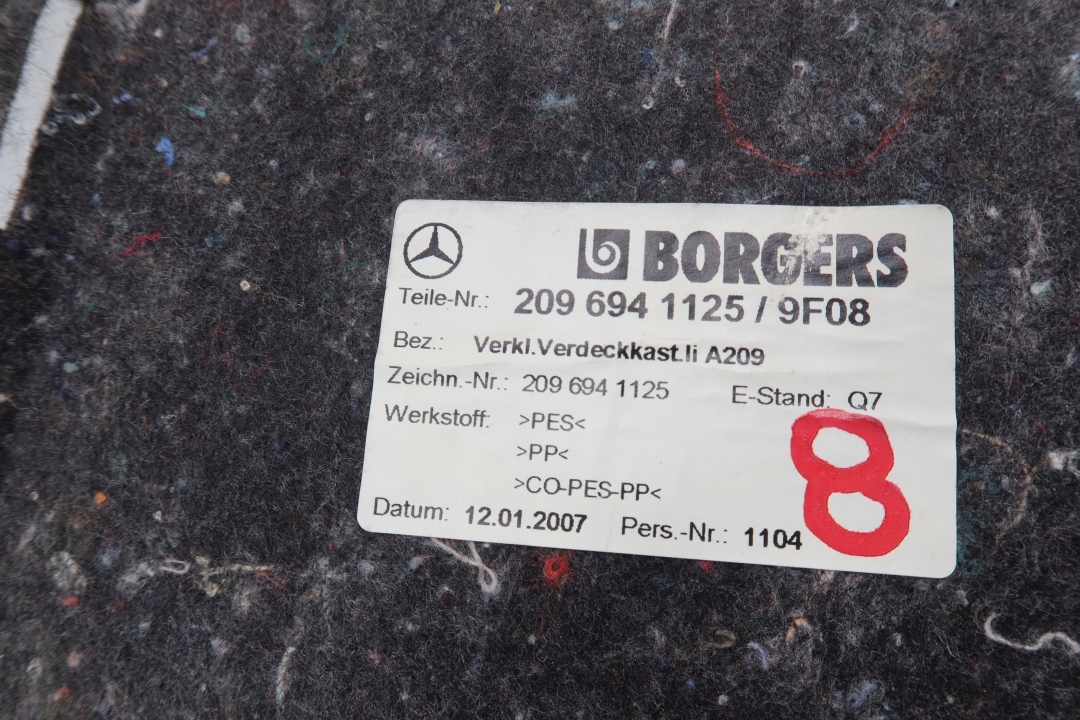 BORGERS
Teile-Nr.: 209 694 1125 / 9F08
Bez.: Verkl.Verdeckkast.li A209
Zeichn.-Nr.: 209 694 1125 E-Stand: Q7
Werkstoff: >PES<
>PP<
>CO-PES-PP<
8
Datum: 12.01.2007 Pers.-Nr.: 1104